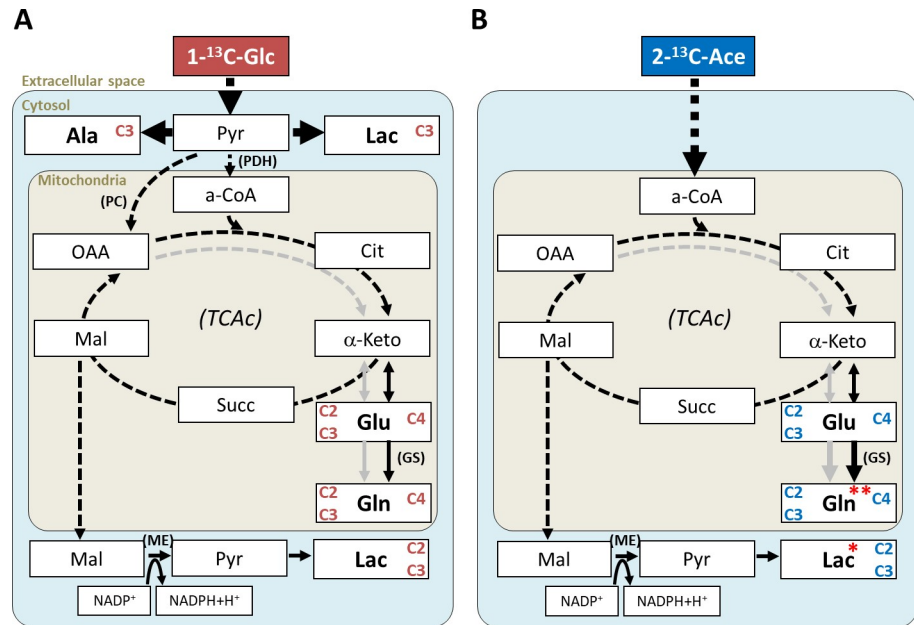 A
1-¹³C-Glc
Extracellular space
Cytosol
Ala C3
Pyr
Lac C3
(PDH)
Mitochondria
a-CoA
(PC)
OAA
Cit
(TCAc)
Mal
α-Keto
Succ
C2
C3
Glu C4
(GS)
C2
C3
Gln C4
Mal
(ME)
Pyr
Lac
C2
C3
NADP⁺
NADPH+H⁺
B
2-¹³C-Ace
a-CoA
OAA
Cit
(TCAc)
Mal
α-Keto
Succ
C2
C3
Glu C4
(GS)
C2
C3
Gln ** C4
Mal
(ME)
Pyr
Lac *
C2
C3
NADP⁺
NADPH+H⁺